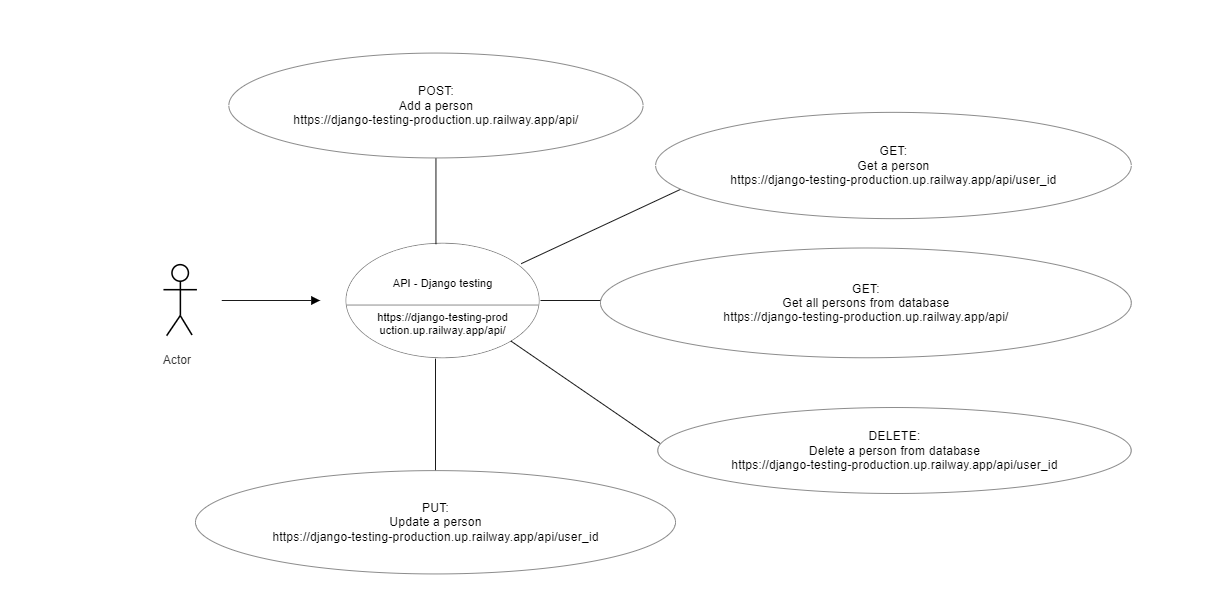 POST:
Add a person
https://django-testing-production.up.railway.app/api/
GET:
Get a person
https://django-testing-production.up.railway.app/api/user_id
API - Django testing
https://django-testing-prod
uction.up.railway.app/api/
GET:
Get all persons from database
https://django-testing-production.up.railway.app/api/
Actor
DELETE:
Delete a person from database
https://django-testing-production.up.railway.app/api/user_id
PUT:
Update a person
https://django-testing-production.up.railway.app/api/user_id